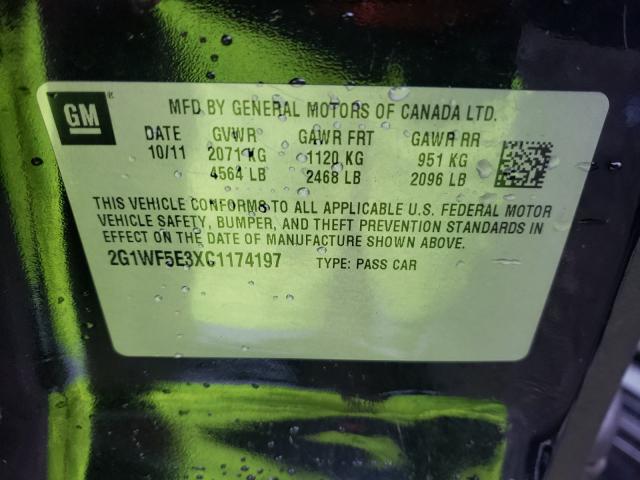 GM ®
MFD BY GENERAL MOTORS OF CANADA LTD.
DATE GVWR GAWR FRT GAWR RR
10/11 2071 KG 1120 KG 951 KG
4564 LB 2468 LB 2096 LB
THIS VEHICLE CONFORMS TO ALL APPLICABLE U.S. FEDERAL MOTOR
VEHICLE SAFETY, BUMPER, AND THEFT PREVENTION STANDARDS IN
EFFECT ON THE DATE OF MANUFACTURE SHOWN ABOVE.
2G1WF5E3XC1174197 TYPE: PASS CAR